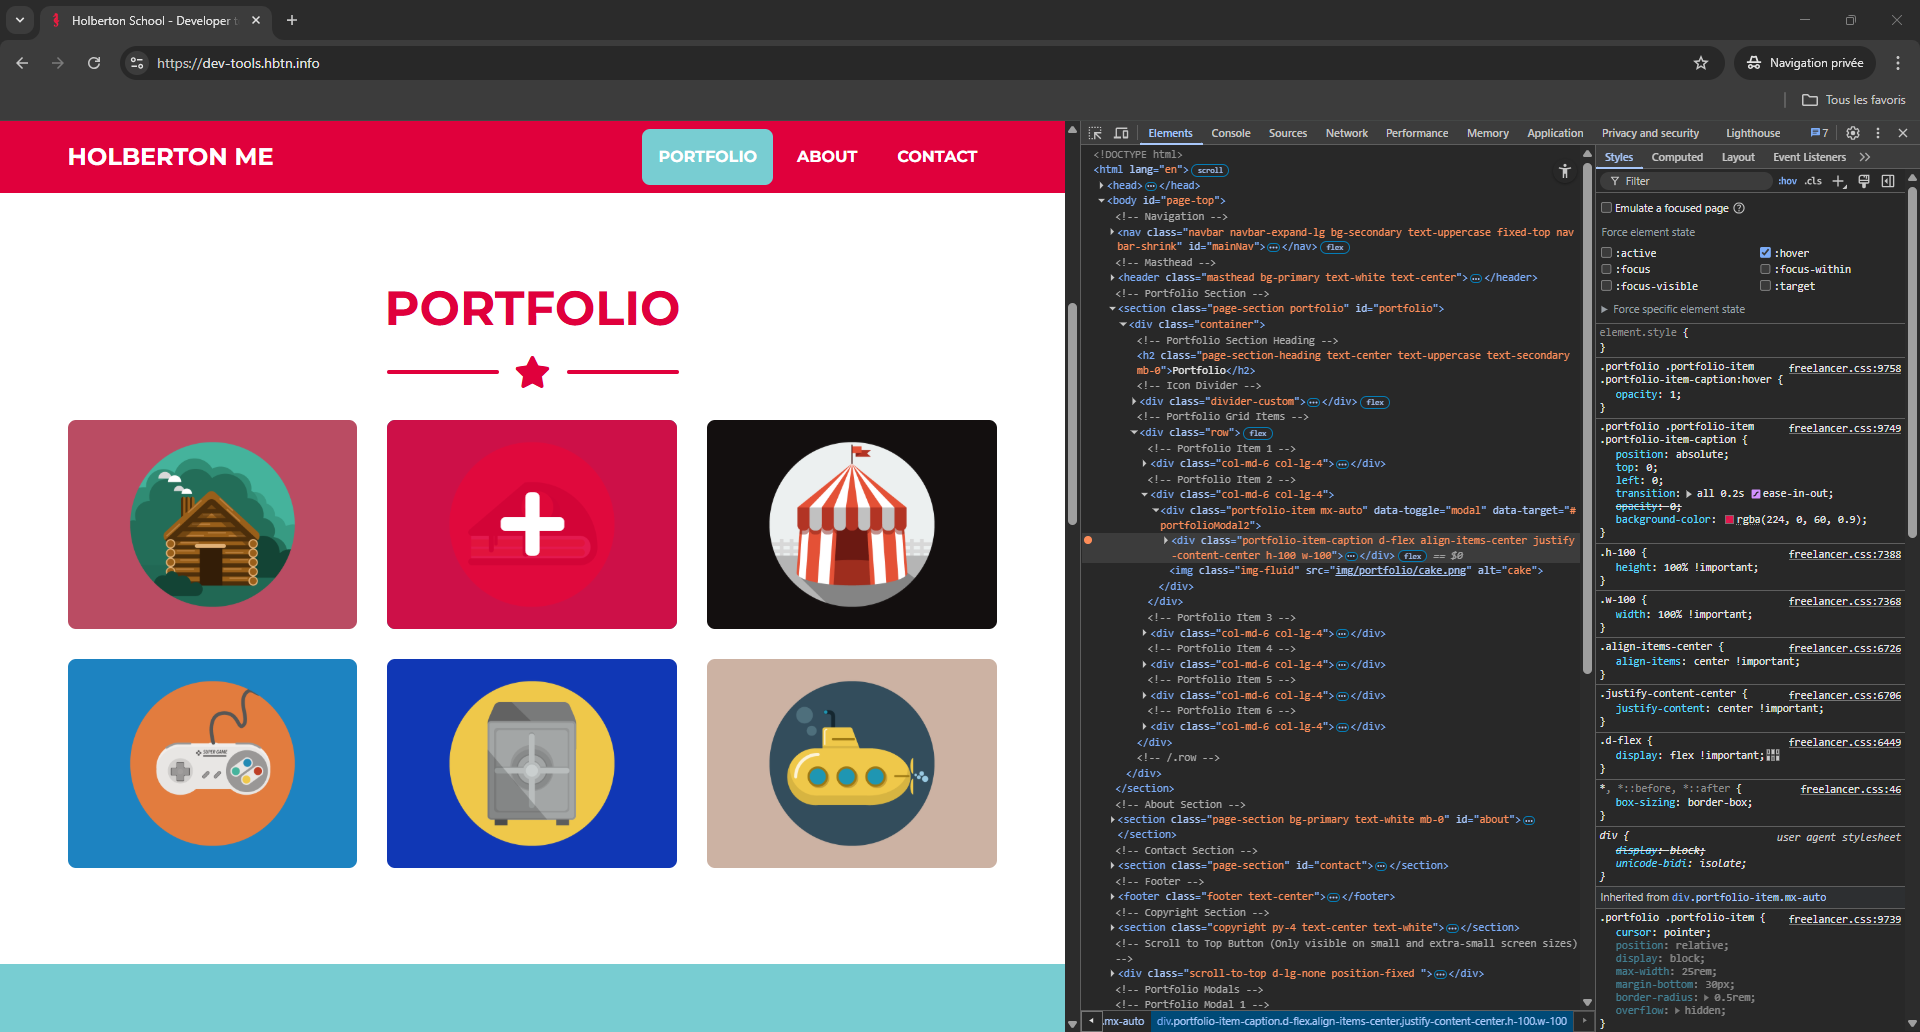 Holberton School - Developer t
https://dev-tools.hbtn.info
Navigation privée
Tous les favoris
HOLBERTON ME
PORTFOLIO
ABOUT
CONTACT
PORTFOLIO
SUPER GAME
Elements
Console
Sources
Network
Performance
Memory
Application
Privacy and security
Lighthouse
7
<!DOCTYPE html>
<html lang="en"> scroll
<head> </head>
<body id="page-top">
<!-- Navigation -->
<nav class="navbar navbar-expand-lg bg-secondary text-uppercase fixed-top nav
bar-shrink" id="mainNav"> </nav> flex
<!-- Masthead -->
<header class="masthead bg-primary text-white text-center"> </header>
<!-- Portfolio Section -->
<section class="page-section portfolio" id="portfolio">
<div class="container">
<!-- Portfolio Section Heading -->
<h2 class="page-section-heading text-center text-uppercase text-secondary
mb-0">Portfolio</h2>
<!-- Icon Divider -->
<div class="divider-custom"> </div> flex
<!-- Portfolio Grid Items -->
<div class="row"> flex
<!-- Portfolio Item 1 -->
<div class="col-md-6 col-lg-4"> </div>
<!-- Portfolio Item 2 -->
<div class="col-md-6 col-lg-4">
<div class="portfolio-item mx-auto" data-toggle="modal" data-target="#
portfolioModal2">
<div class="portfolio-item-caption d-flex align-items-center justify
-content-center h-100 w-100"> </div> flex == $0
<img class="img-fluid" src="img/portfolio/cake.png" alt="cake">
</div>
</div>
<!-- Portfolio Item 3 -->
<div class="col-md-6 col-lg-4"> </div>
<!-- Portfolio Item 4 -->
<div class="col-md-6 col-lg-4"> </div>
<!-- Portfolio Item 5 -->
<div class="col-md-6 col-lg-4"> </div>
<!-- Portfolio Item 6 -->
<div class="col-md-6 col-lg-4"> </div>
</div>
<!-- /.row -->
</div>
</section>
<!-- About Section -->
<section class="page-section bg-primary text-white mb-0" id="about">
</section>
<!-- Contact Section -->
<section class="page-section" id="contact"> </section>
<!-- Footer -->
<footer class="footer text-center"> </footer>
<!-- Copyright Section -->
<section class="copyright py-4 text-center text-white"> </section>
<!-- Scroll to Top Button (Only visible on small and extra-small screen sizes)
-->
<div class="scroll-to-top d-lg-none position-fixed "> </div>
<!-- Portfolio Modals -->
<!-- Portfolio Modal 1 -->
.mx-auto div.portfolio-item-caption.d-flex.align-items-center.justify-content-center.h-100.w-100
Styles
Computed
Layout
Event Listeners
Filter
:hov .cls
Emulate a focused page
Force element state
:active
:hover
:focus
:focus-within
:focus-visible
:target
Force specific element state
element.style {
}
.portfolio .portfolio-item freelancer.css:9758
.portfolio-item-caption:hover {
opacity: 1;
}
.portfolio .portfolio-item freelancer.css:9749
.portfolio-item-caption {
position: absolute;
top: 0;
left: 0;
transition: all 0.2s ease-in-out;
opacity: 0;
background-color: rgba(224, 0, 60, 0.9);
}
.h-100 { freelancer.css:7388
height: 100% !important;
}
.w-100 { freelancer.css:7368
width: 100% !important;
}
.align-items-center { freelancer.css:6726
align-items: center !important;
}
.justify-content-center { freelancer.css:6706
justify-content: center !important;
}
.d-flex { freelancer.css:6449
display: flex !important;
}
*, *::before, *::after { freelancer.css:46
box-sizing: border-box;
}
div { user agent stylesheet
display: block;
unicode-bidi: isolate;
}
Inherited from div.portfolio-item.mx-auto
.portfolio .portfolio-item { freelancer.css:9739
cursor: pointer;
position: relative;
display: block;
max-width: 25rem;
margin-bottom: 30px;
border-radius: 0.5rem;
overflow: hidden;
}